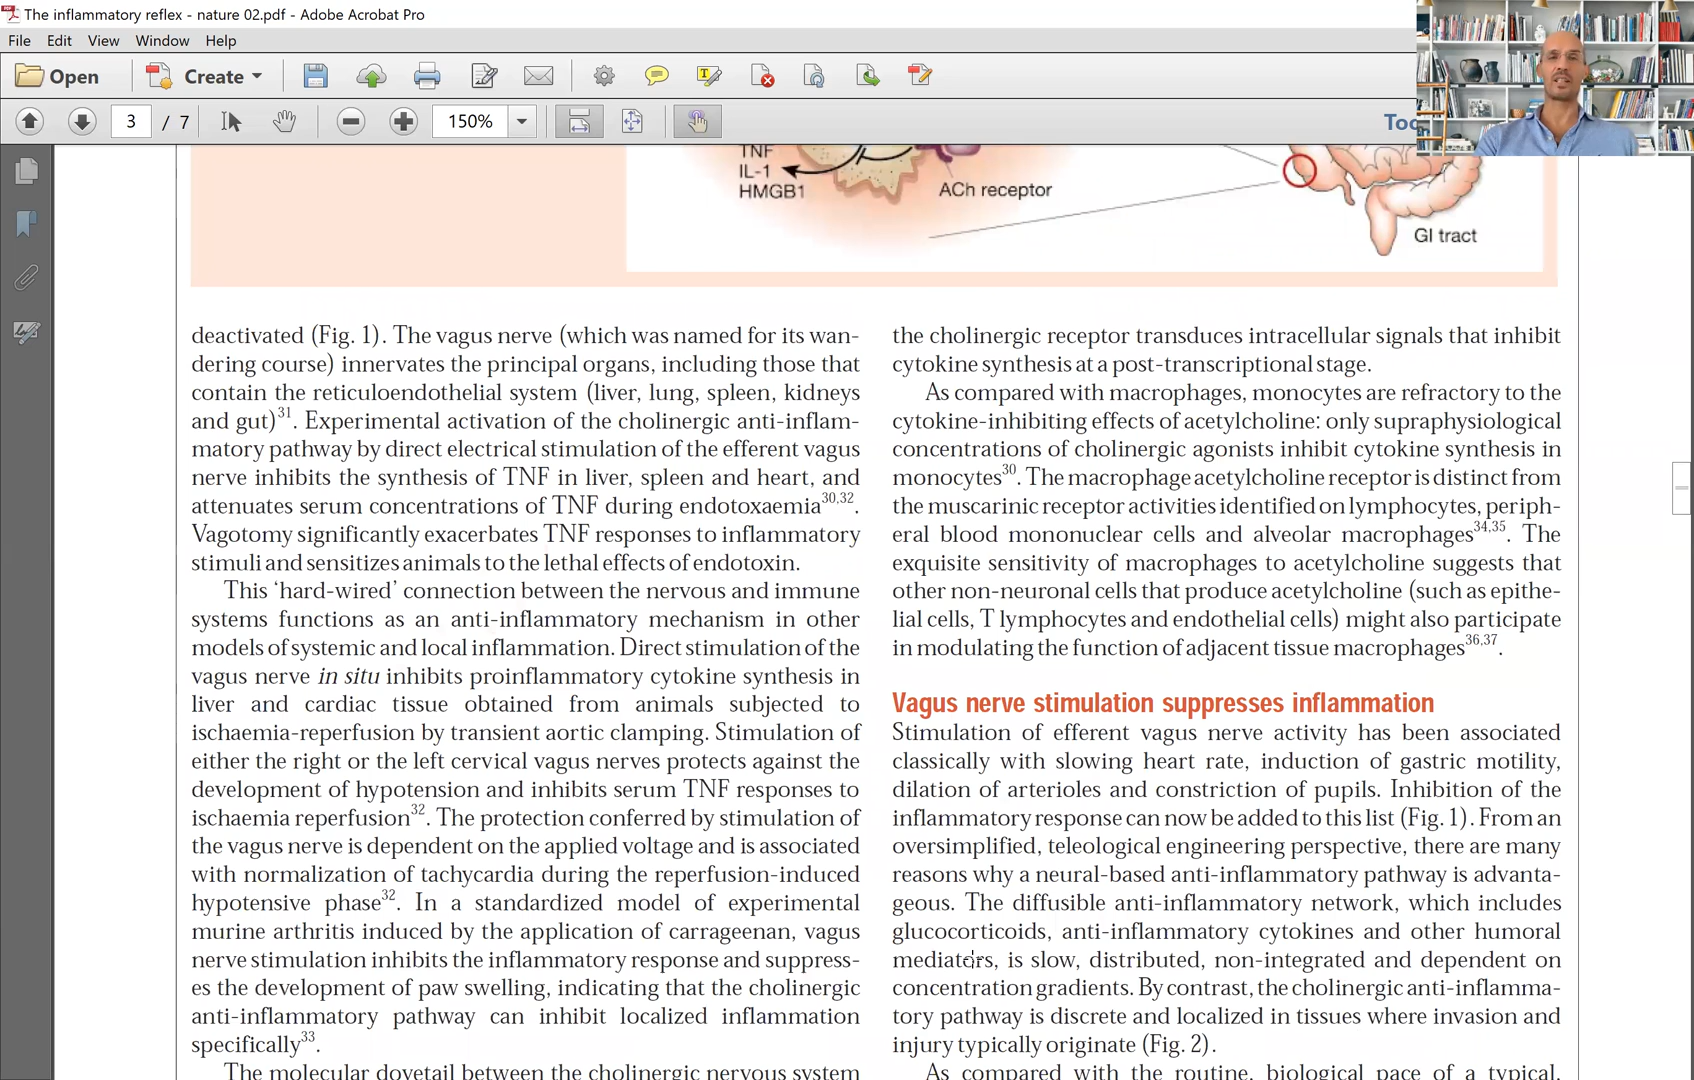 The inflammatory reflex - nature 02.pdf - Adobe Acrobat Pro
File Edit View Window Help
Open
Create
3 / 7
150%
TNF
IL-1
HMGB1
ACh receptor
GI tract
deactivated (Fig. 1). The vagus nerve (which was named for its wan-
dering course) innervates the principal organs, including those that
contain the reticuloendothelial system (liver, lung, spleen, kidneys
and gut)31. Experimental activation of the cholinergic anti-inflam-
matory pathway by direct electrical stimulation of the efferent vagus
nerve inhibits the synthesis of TNF in liver, spleen and heart, and
attenuates serum concentrations of TNF during endotoxaemia30,32.
Vagotomy significantly exacerbates TNF responses to inflammatory
stimuli and sensitizes animals to the lethal effects of endotoxin.
This ‘hard-wired’ connection between the nervous and immune
systems functions as an anti-inflammatory mechanism in other
models of systemic and local inflammation. Direct stimulation of the
vagus nerve in situ inhibits proinflammatory cytokine synthesis in
liver and cardiac tissue obtained from animals subjected to
ischaemia-reperfusion by transient aortic clamping. Stimulation of
either the right or the left cervical vagus nerves protects against the
development of hypotension and inhibits serum TNF responses to
ischaemia reperfusion32. The protection conferred by stimulation of
the vagus nerve is dependent on the applied voltage and is associated
with normalization of tachycardia during the reperfusion-induced
hypotensive phase32. In a standardized model of experimental
murine arthritis induced by the application of carrageenan, vagus
nerve stimulation inhibits the inflammatory response and suppress-
es the development of paw swelling, indicating that the cholinergic
anti-inflammatory pathway can inhibit localized inflammation
specifically33.
The molecular dovetail between the cholinergic nervous system
the cholinergic receptor transduces intracellular signals that inhibit
cytokine synthesis at a post-transcriptional stage.
As compared with macrophages, monocytes are refractory to the
cytokine-inhibiting effects of acetylcholine: only supraphysiological
concentrations of cholinergic agonists inhibit cytokine synthesis in
monocytes30. The macrophage acetylcholine receptor is distinct from
the muscarinic receptor activities identified on lymphocytes, periph-
eral blood mononuclear cells and alveolar macrophages34,35. The
exquisite sensitivity of macrophages to acetylcholine suggests that
other non-neuronal cells that produce acetylcholine (such as epithe-
lial cells, T lymphocytes and endothelial cells) might also participate
in modulating the function of adjacent tissue macrophages36,37.
Vagus nerve stimulation suppresses inflammation
Stimulation of efferent vagus nerve activity has been associated
classically with slowing heart rate, induction of gastric motility,
dilation of arterioles and constriction of pupils. Inhibition of the
inflammatory response can now be added to this list (Fig. 1). From an
oversimplified, teleological engineering perspective, there are many
reasons why a neural-based anti-inflammatory pathway is advanta-
geous. The diffusible anti-inflammatory network, which includes
glucocorticoids, anti-inflammatory cytokines and other humoral
mediators, is slow, distributed, non-integrated and dependent on
concentration gradients. By contrast, the cholinergic anti-inflamma-
tory pathway is discrete and localized in tissues where invasion and
injury typically originate (Fig. 2).
As compared with the routine, biological pace of a typical,